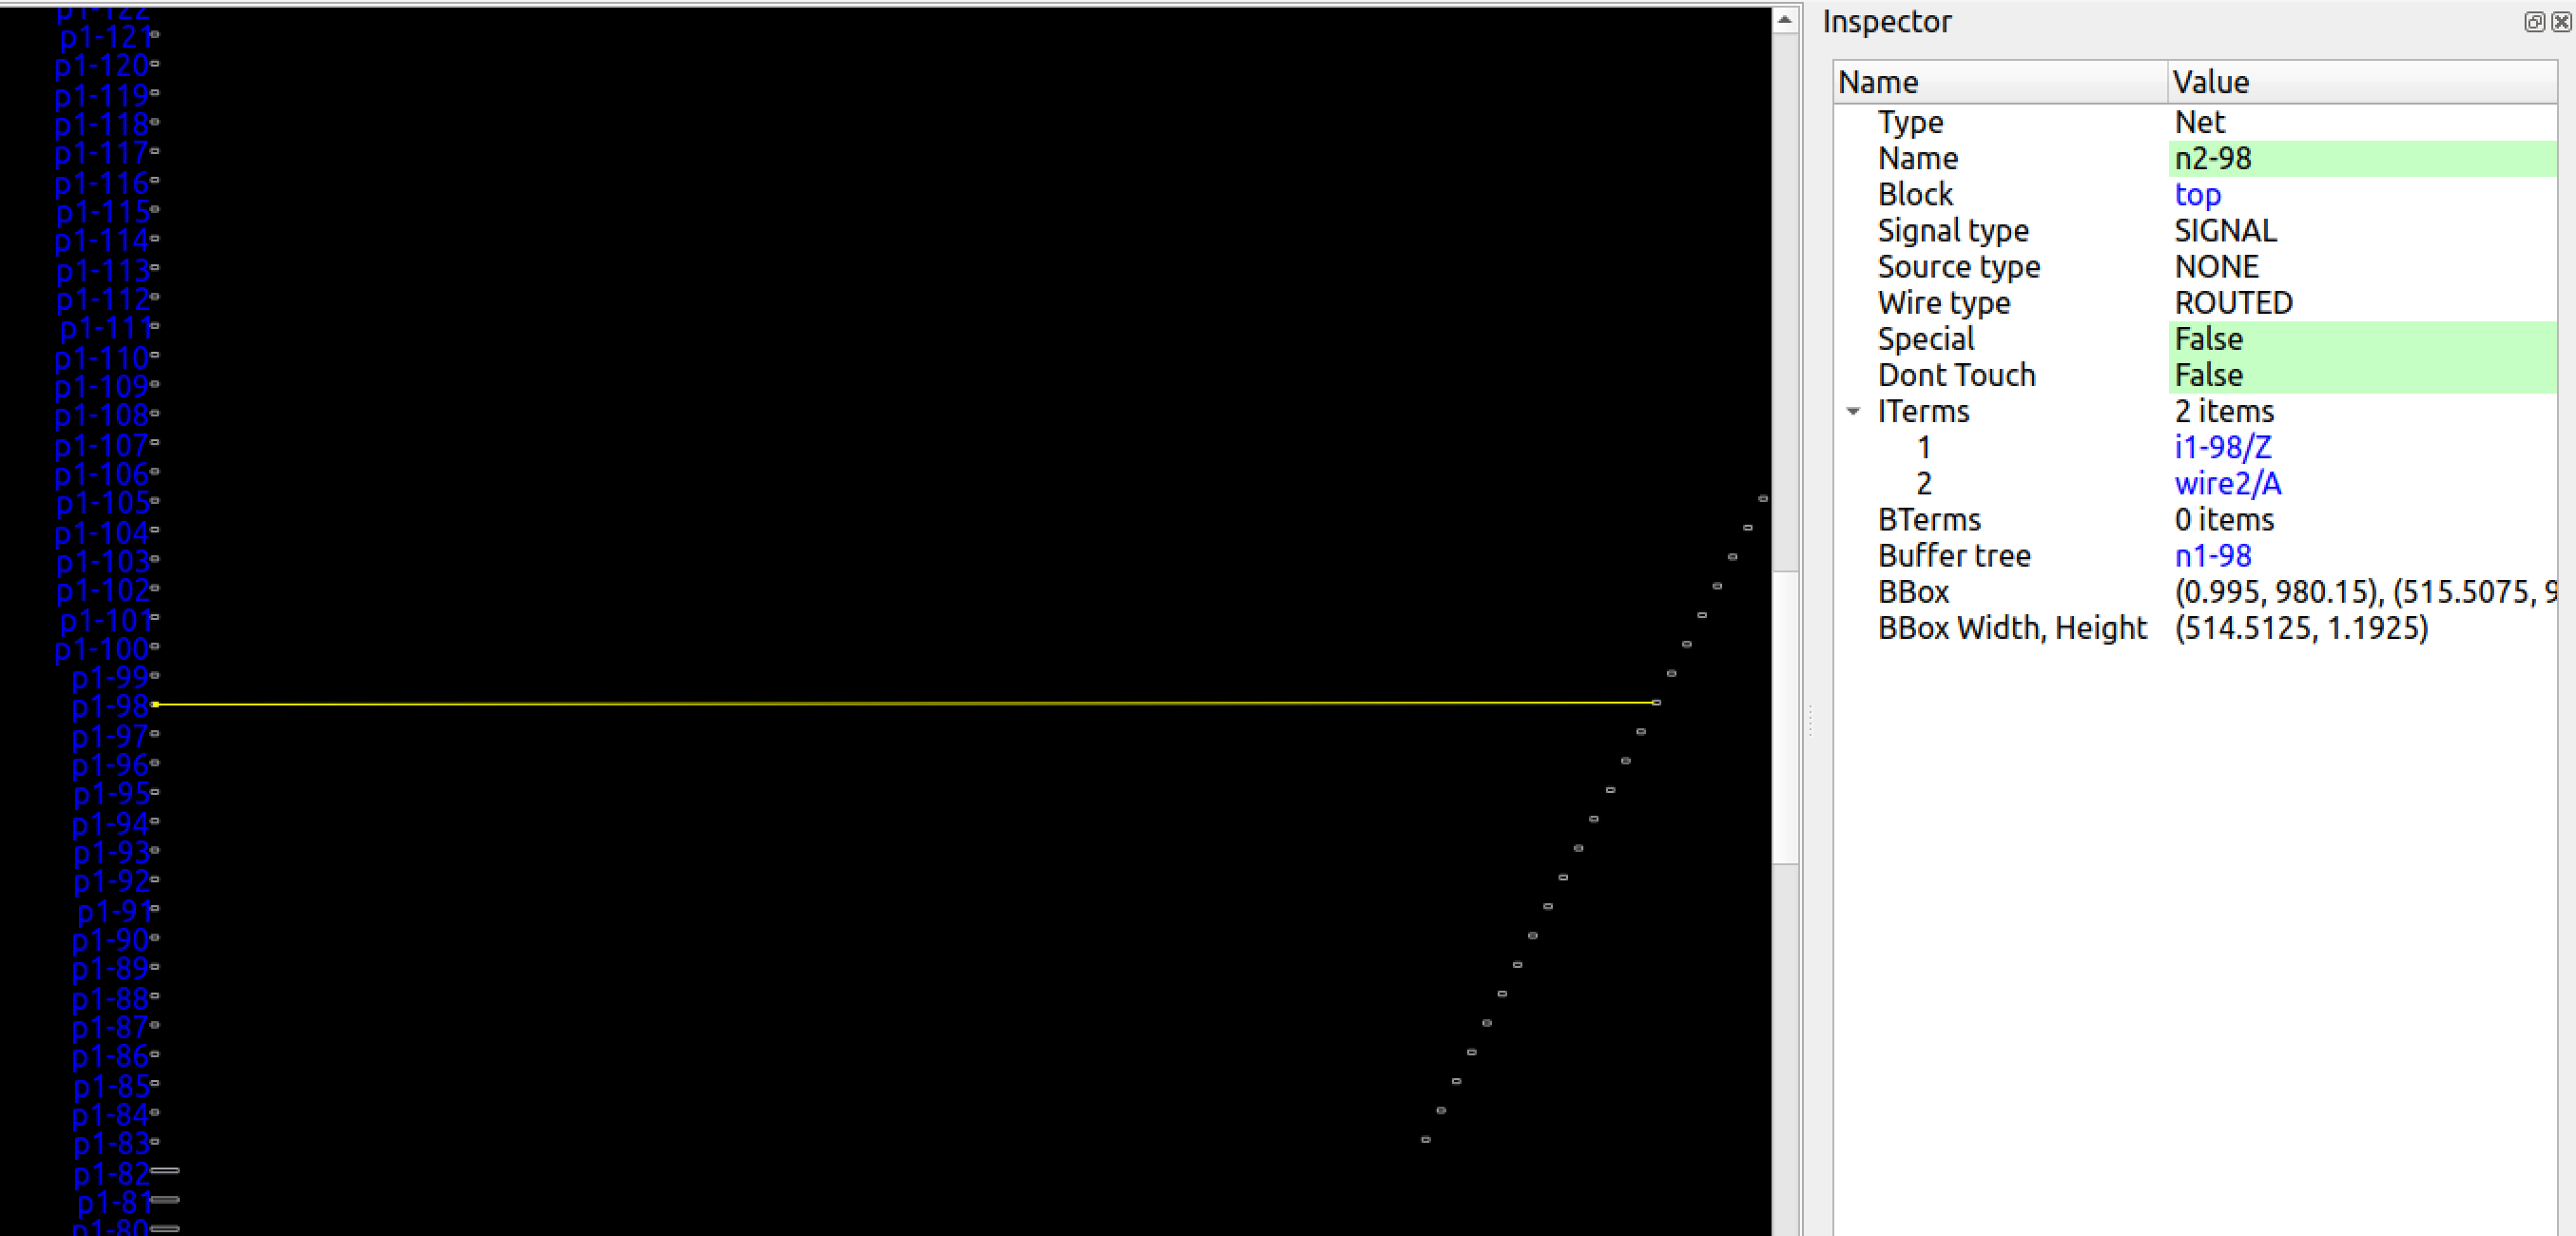 p1-122
p1-121
p1-120
p1-119
p1-118
p1-117
p1-116
p1-115
p1-114
p1-113
p1-112
p1-111
p1-110
p1-109
p1-108
p1-107
p1-106
p1-105
p1-104
p1-103
p1-102
p1-101
p1-100
p1-99
p1-98
p1-97
p1-96
p1-95
p1-94
p1-93
p1-92
p1-91
p1-90
p1-89
p1-88
p1-87
p1-86
p1-85
p1-84
p1-83
p1-82
p1-81
p1-80
Inspector
Name Value
Type Net
Name n2-98
Block top
Signal type SIGNAL
Source type NONE
Wire type ROUTED
Special False
Dont Touch False
ITerms 2 items
1 i1-98/Z
2 wire2/A
BTerms 0 items
Buffer tree n1-98
BBox (0.995, 980.15), (515.5075, 9
BBox Width, Height (514.5125, 1.1925)